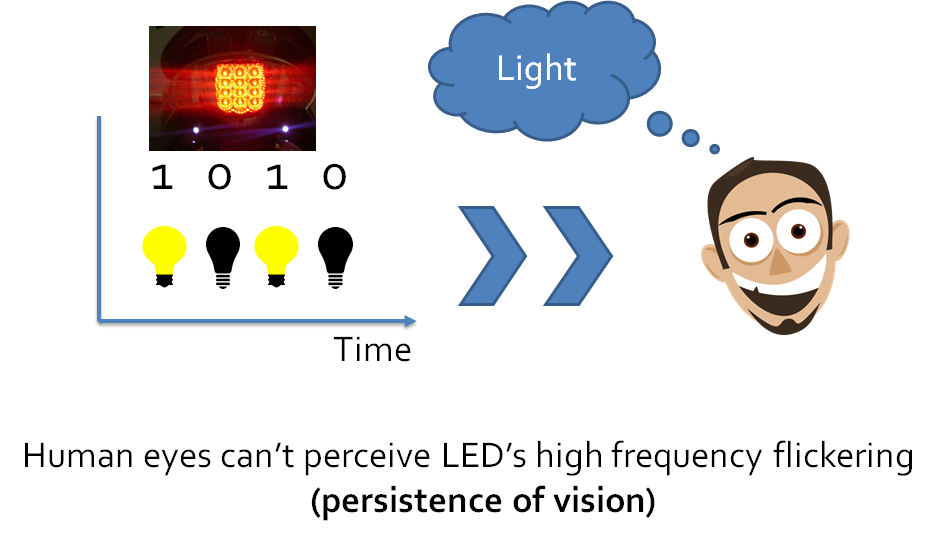 Light
1 0 1 0
Time
Human eyes can't perceive LED's high frequency flickering
(persistence of vision)